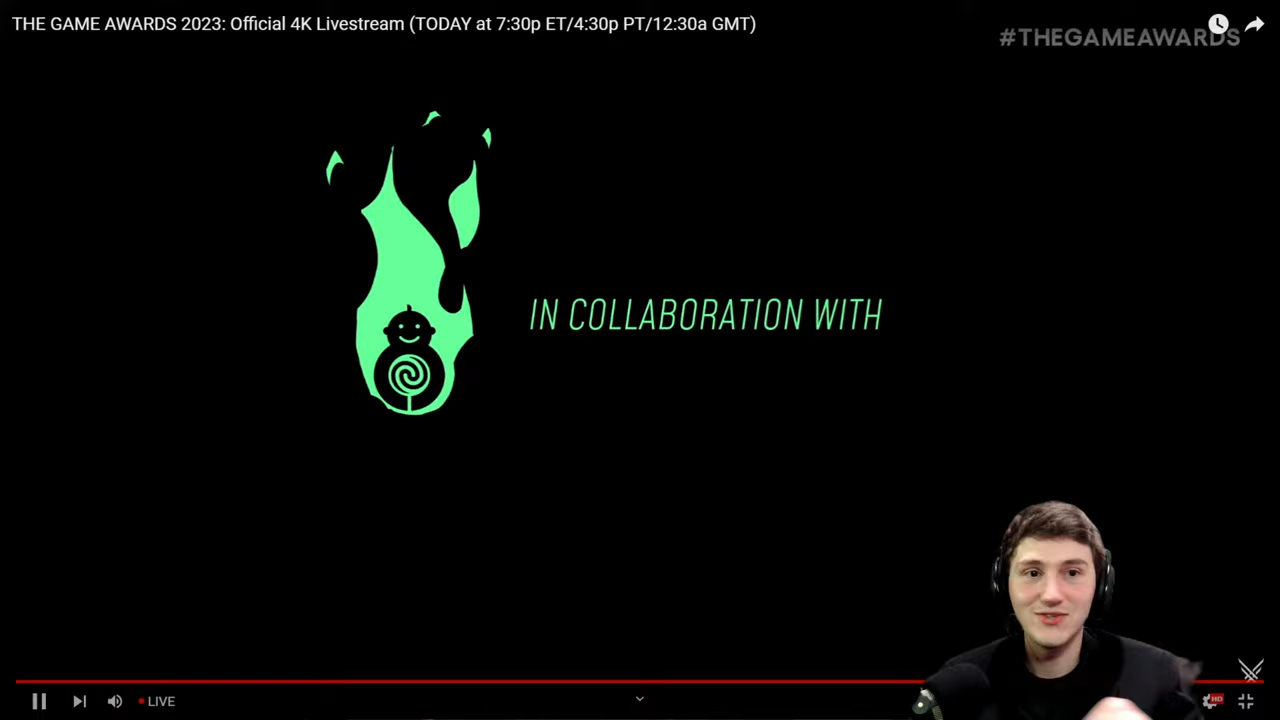 THE GAME AWARDS 2023: Official 4K Livestream (TODAY at 7:30p ET/4:30p PT/12:30a GMT)
#THEGAMEAWARDS
IN COLLABORATION WITH
LIVE
HD